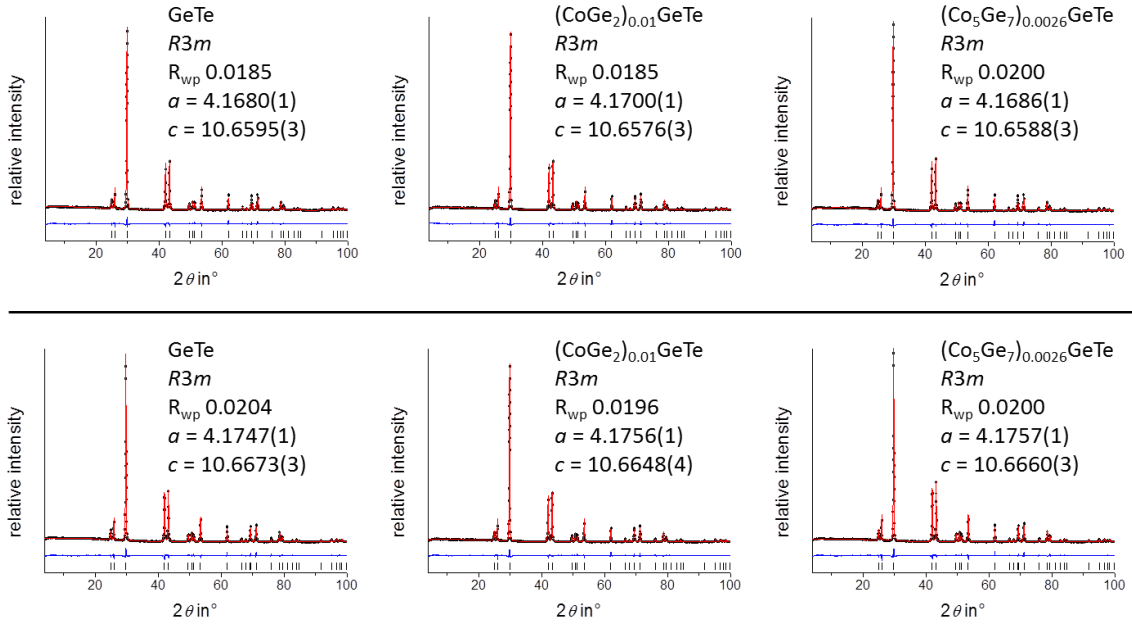 GeTe
R3m
Rwp 0.0185
a = 4.1680(1)
c = 10.6595(3)
relative intensity
20 40 60 80 100
2θ in°
(CoGe2)0.01GeTe
R3m
Rwp 0.0185
a = 4.1700(1)
c = 10.6576(3)
relative intensity
20 40 60 80 100
2θ in°
(Co5Ge7)0.0026GeTe
R3m
Rwp 0.0200
a = 4.1686(1)
c = 10.6588(3)
relative intensity
20 40 60 80 100
2θ in°
GeTe
R3m
Rwp 0.0204
a = 4.1747(1)
c = 10.6673(3)
relative intensity
20 40 60 80 100
2θ in°
(CoGe2)0.01GeTe
R3m
Rwp 0.0196
a = 4.1756(1)
c = 10.6648(4)
relative intensity
20 40 60 80 100
2θ in°
(Co5Ge7)0.0026GeTe
R3m
Rwp 0.0200
a = 4.1757(1)
c = 10.6660(3)
relative intensity
20 40 60 80 100
2θ in°